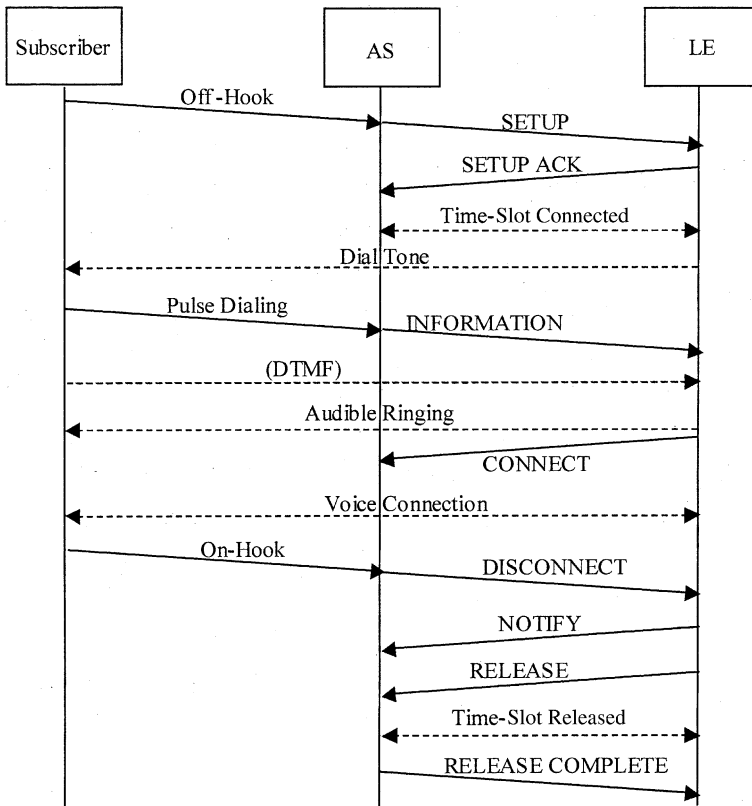 Subscriber
AS
LE
Off-Hook
SETUP
SETUP ACK
Time-Slot Connected
Dial Tone
Pulse Dialing
INFORMATION
(DTMF)
Audible Ringing
CONNECT
Voice Connection
On-Hook
DISCONNECT
NOTIFY
RELEASE
Time-Slot Released
RELEASE COMPLETE